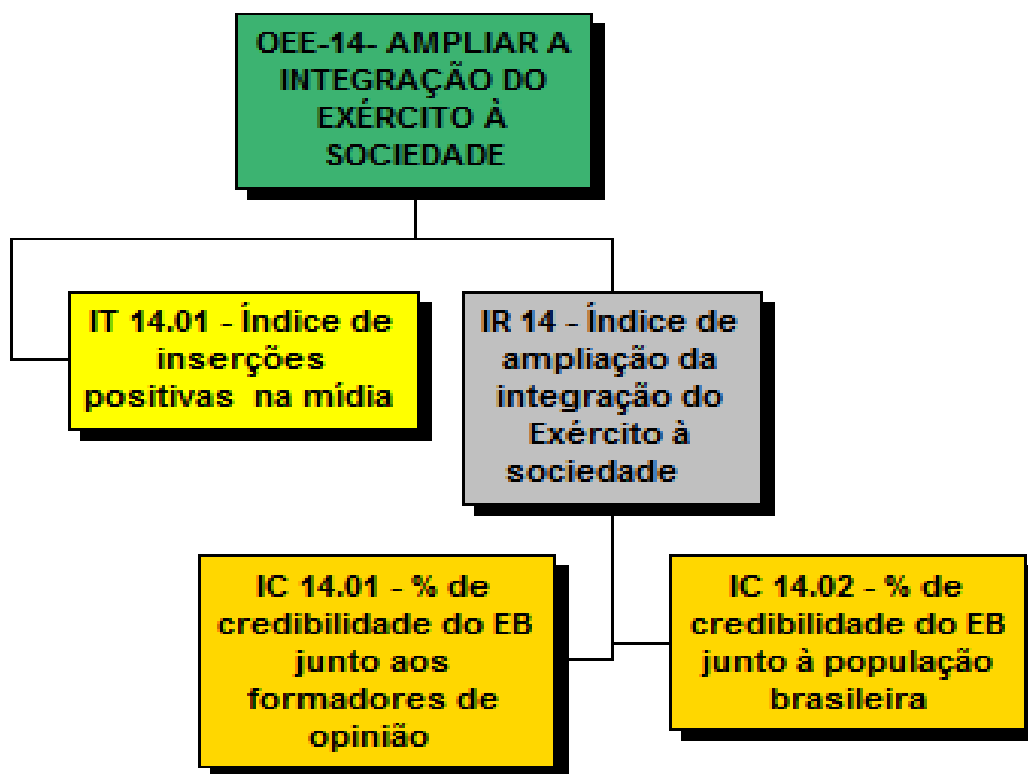 OEE-14- AMPLIAR A
INTEGRAÇÃO DO
EXÉRCITO À
SOCIEDADE
IT 14.01 - Índice de
inserções
positivas  na mídia
IR 14 - Índice de
ampliação da
integração do
Exército à
sociedade
IC 14.01 - % de
credibilidade do EB
junto aos
formadores de
opinião
IC 14.02 - % de
credibilidade do EB
junto à população
brasileira